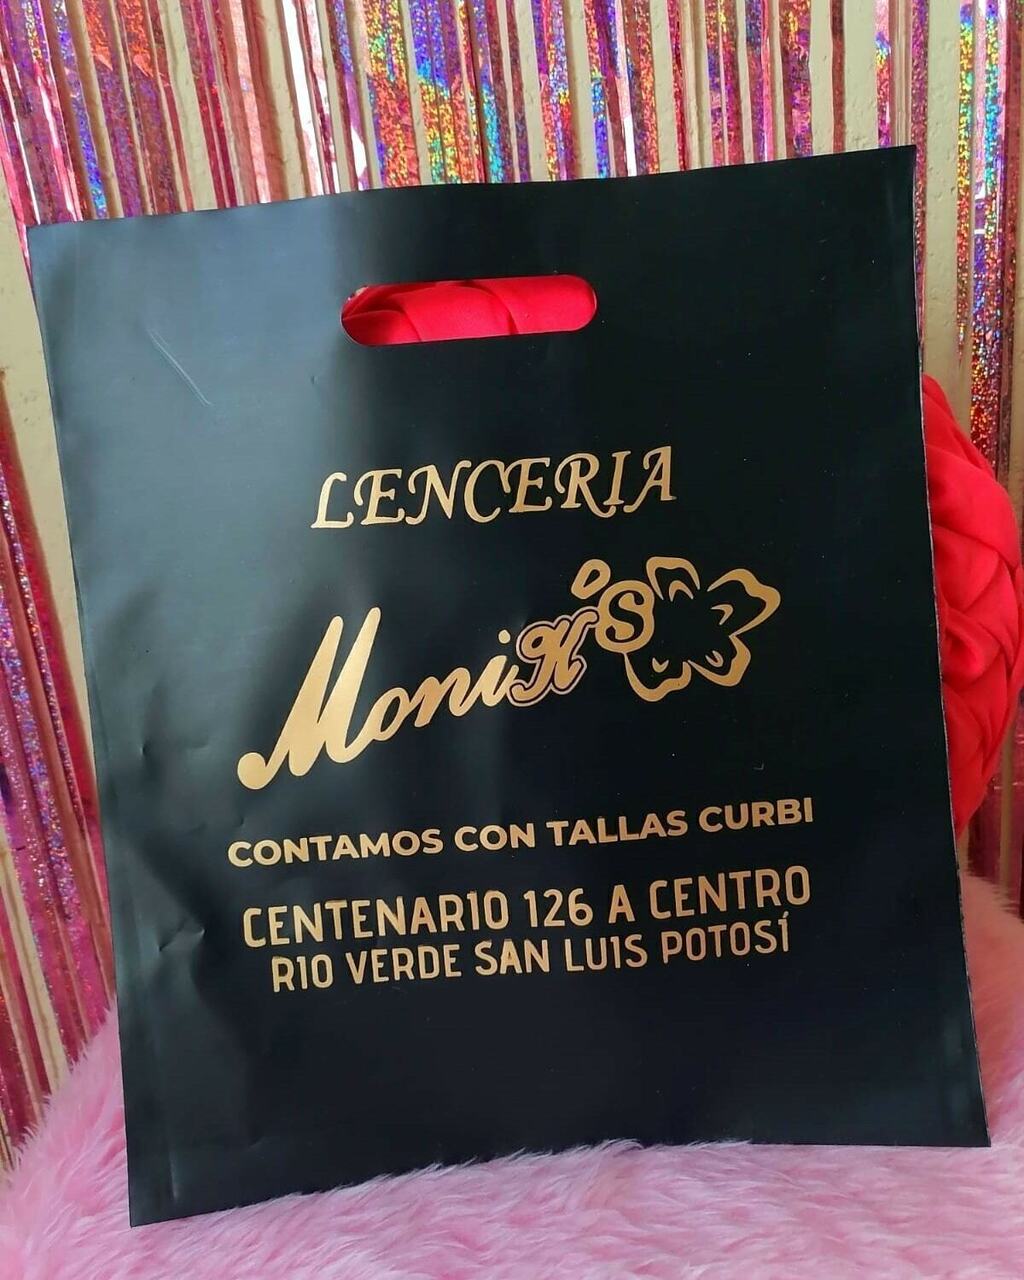 LENCERIA
MoniK's
CONTAMOS CON TALLAS CURBI
CENTENARIO 126 A CENTRO
RIO VERDE SAN LUIS POTOSÍ